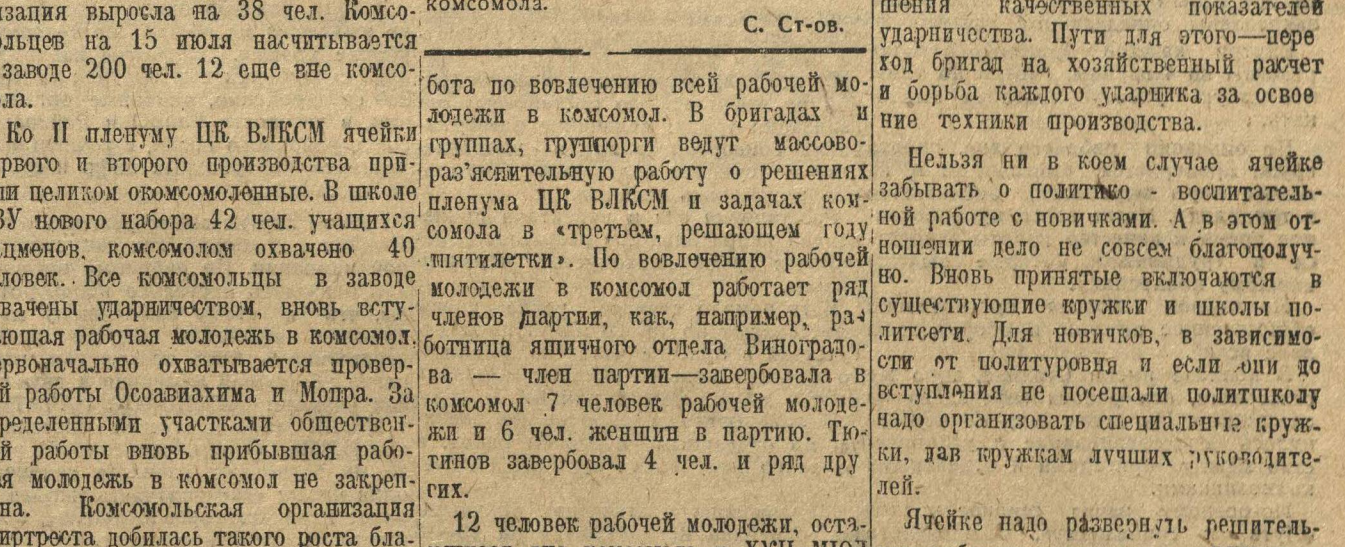 зация выросла на 38 чел. Комсо-
льцев на 15 июля насчитывается
заводе 200 чел. 12 еще вне комсо-
ла.
Ко II пленуму ЦК ВЛКСМ ячейки
рвого и второго производства при-
ли целиком окомсомоленные. В школе
ЗУ нового набора 42 чел. учащихся
цменов, комсомолом охвачено 40
ловек. Все комсомольцы в заводе
вачены ударничеством, вновь всту-
ющая рабочая молодежь в комсомол.
рвоначально охватывается провер-
й работы Осоавиахима и Мопра. За
ределенными участками обществен-
й работы вновь прибывшая рабо-
я молодежь в комсомол не закреп-
на. Комсомольская организация
иртреста добилась такого роста бла-
комсомола.
С. Ст-ов.
бота по вовлечению всей рабочей мо-
лодежи в комсомол. В бригадах и
группах, группорги ведут массово-
раз'яснительную работу о решениях
пленума ЦК ВЛКСМ и задачах ком-
сомола в «третьем, решающем году
пятилетки». По вовлечению рабочей
молодежи в комсомол работает ряд
членов партии, как, например, ра-
ботница ящичного отдела Виноградо-
ва — член партии—завербовала в
комсомол 7 человек рабочей молоде-
жи и 6 чел. женщин в партию. Тю-
тинов завербовал 4 чел. и ряд дру
гих.
12 человек рабочей молодежи, оста-
шения качественных показателей
ударничества. Пути для этого—пере
ход бригад на хозяйственный расчет
и борьба каждого ударника за освое
ние техники производства.
Нельзя ни в коем случае ячейке
забывать о политико - воспитатель-
ной работе с новичками. А в этом от-
ношении дело не совсем благополуч-
но. Вновь принятые включаются в
существующие кружки и школы по-
литсети. Для новичков, в зависимо-
сти от политуровня и если они до
вступления не посещали политшколу
надо организовать специальные круж-
ки, дав кружкам лучших руководите-
лей.
Ячейке надо развернуть решитель-